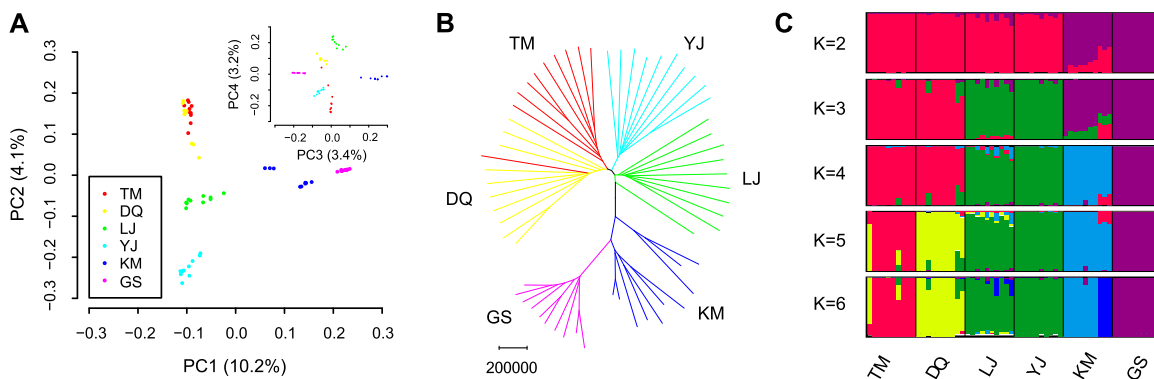 A
PC2 (4.1%)
0.3
0.2
0.1
0.0
−0.1
−0.2
−0.3
−0.3
−0.2
−0.1
0.0
0.1
0.2
0.3
PC1 (10.2%)
TM
DQ
LJ
YJ
KM
GS
PC4 (3.2%)
0.2
0.0
−0.2
−0.2
0.0
0.2
PC3 (3.4%)
B
TM
YJ
DQ
LJ
GS
KM
200000
C
K=2
K=3
K=4
K=5
K=6
TM
DQ
LJ
YJ
KM
GS